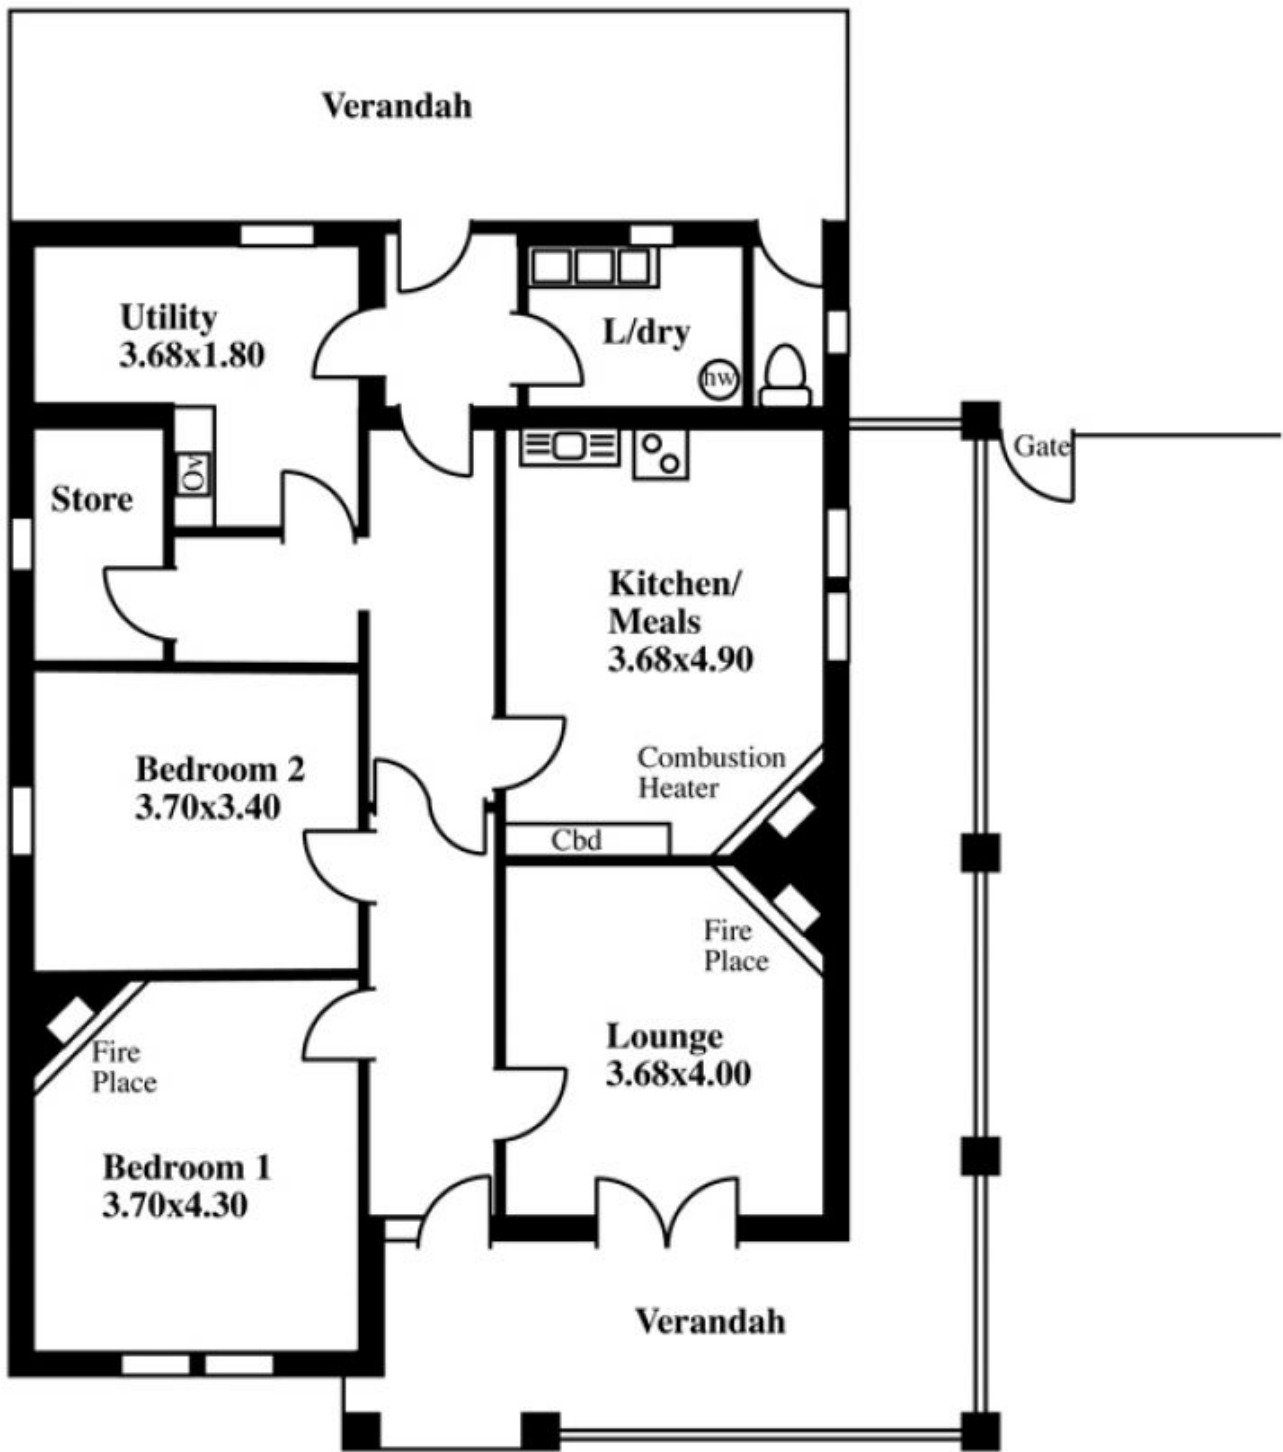 Verandah
Utility
3.68x1.80
L/dry
hw
Gate
Ov
Store
Kitchen/
Meals
3.68x4.90
Combustion
Heater
Bedroom 2
3.70x3.40
Cbd
Fire
Place
Lounge
3.68x4.00
Fire
Place
Bedroom 1
3.70x4.30
Verandah